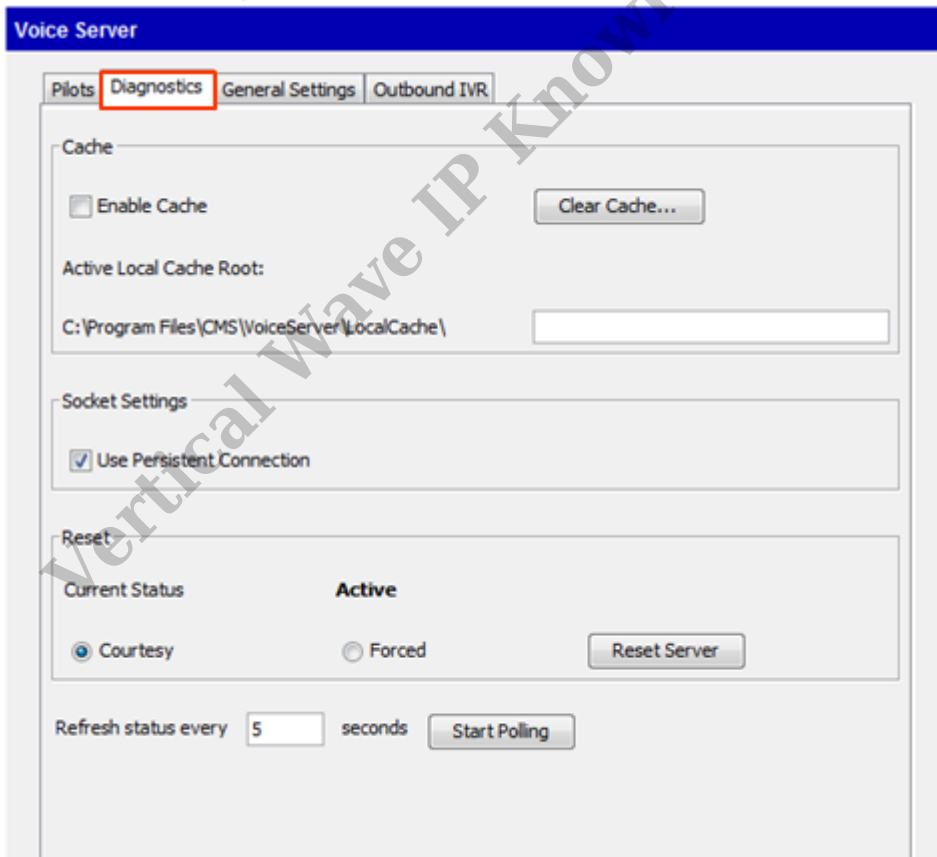 Voice Server
Pilots Diagnostics General Settings Outbound IVR
Cache
Enable Cache Clear Cache...
Active Local Cache Root:
C:\Program Files\CMS\VoiceServer\LocalCache\
Socket Settings
Use Persistent Connection
Reset
Current Status Active
Courtesy Forced Reset Server
Refresh status every 5 seconds Start Polling
Vertical Wave IP